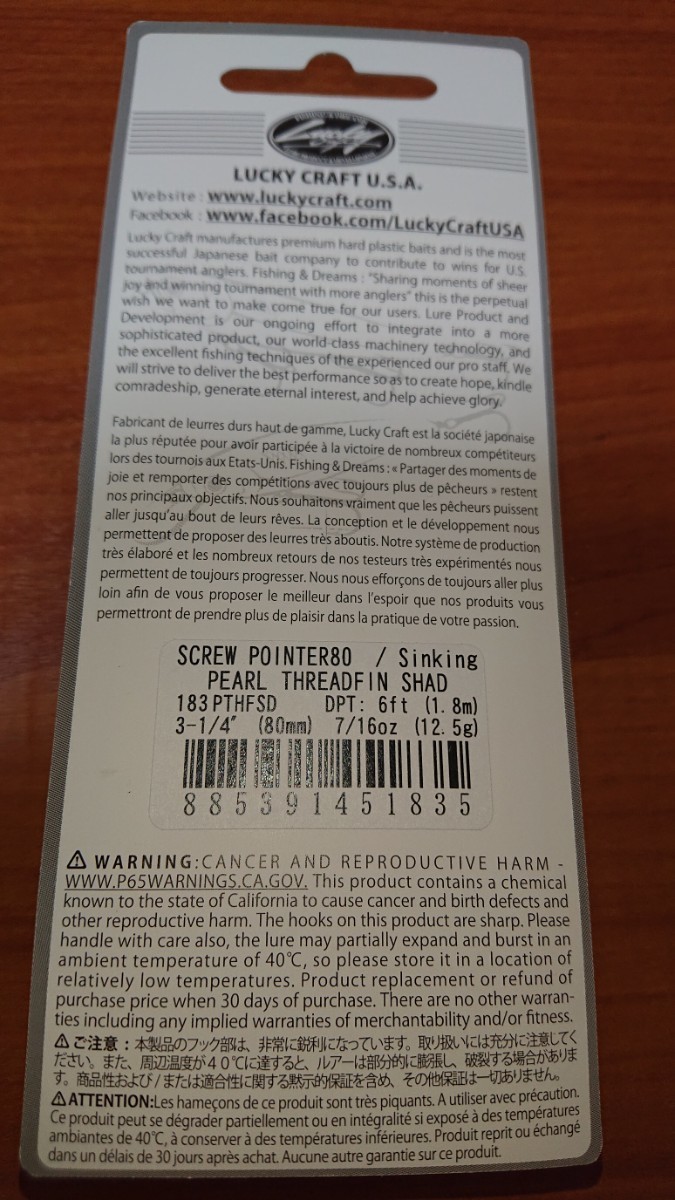 Lucky
LUCKY CRAFT U.S.A.
Website : www.luckycraft.com
Facebook : www.facebook.com/LuckyCraftUSA
Lucky Craft manufactures premium hard plastic baits and is the most
successful Japanese bait company to contribute to wins for U.S.
tournament anglers. Fishing & Dreams : "Sharing moments of sheer
joy and winning tournament with more anglers" this is the perpetual
wish we want to make come true for our users. Lure Product and
Development is our ongoing effort to integrate into a more
sophisticated product, our world-class machinery technology, and
the excellent fishing techniques of the experienced our pro staff. We
will strive to deliver the best performance so as to create hope, kindle
comradeship, generate eternal interest, and help achieve glory.
Fabricant de leurres durs haut de gamme, Lucky Craft est la société japonaise
la plus réputée pour avoir participée à la victoire de nombreux compétiteurs
lors des tournois aux Etats-Unis. Fishing & Dreams : « Partager des moments de
joie et remporter des compétitions avec toujours plus de pêcheurs » restent
nos principaux objectifs. Nous souhaitons vraiment que les pêcheurs puissent
aller jusqu'au bout de leurs rêves. La conception et le développement nous
permettent de proposer des leurres très aboutis. Notre système de production
très élaboré et les nombreux retours de nos testeurs très expérimentés nous
permettent de toujours progresser. Nous nous efforçons de toujours aller plus
loin afin de vous proposer le meilleur dans l'espoir que nos produits vous
permettront de prendre plus de plaisir dans la pratique de votre passion.
SCREW POINTER80 / Sinking
PEARL THREADFIN SHAD
183PTHFSD DPT: 6ft (1.8m)
3-1/4" (80mm) 7/16oz (12.5g)
885391451835
⚠ WARNING:CANCER AND REPRODUCTIVE HARM -
WWW.P65WARNINGS.CA.GOV. This product contains a chemical
known to the state of California to cause cancer and birth defects and
other reproductive harm. The hooks on this product are sharp. Please
handle with care also, the lure may partially expand and burst in an
ambient temperature of 40℃, so please store it in a location of
relatively low temperatures. Product replacement or refund of
purchase price when 30 days of purchase. There are no other warran-
ties including any implied warranties of merchantability and/or fitness.
⚠ご注意：本製品のフック部は、非常に鋭利になっています。取り扱いには充分に注意してく
ださい。また、周辺温度が４０℃に達すると、ルアーは部分的に膨張し、破裂する場合がありま
す。商品性および/または適合性に関する黙示的保証を含め、その他保証は一切ありません。
⚠ATTENTION:Les hameçons de ce produit sont très piquants. A utiliser avec précaution.
Ce produit peut se dégrader partiellement ou en intégralité si exposé à des températures
ambiantes de 40℃, à conserver à des températures inférieures. Produit reprit ou échangé
dans un délais de 30 jours après achat. Aucune autre garantie sur ce produit.